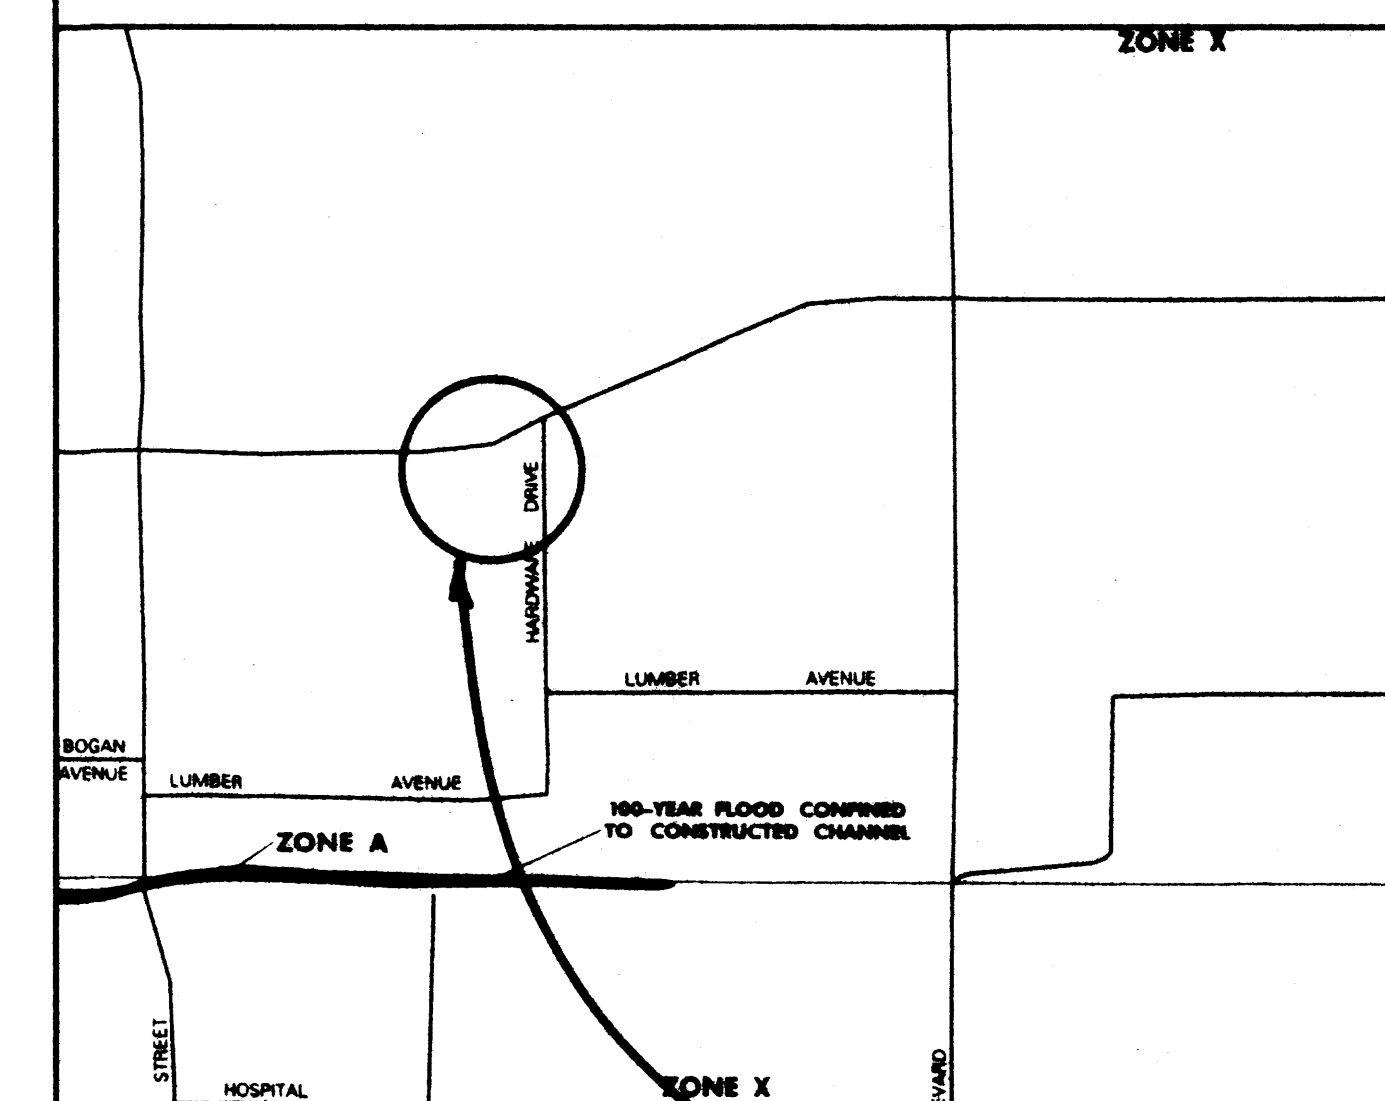 ZONE X
HARDWARE DRIVE
LUMBER AVENUE
BOGAN
AVENUE
LUMBER AVENUE
100-YEAR FLOOD CONFINED
TO CONSTRUCTED CHANNEL
ZONE A
STREET
EVARD
HOSPITAL
ZONE X